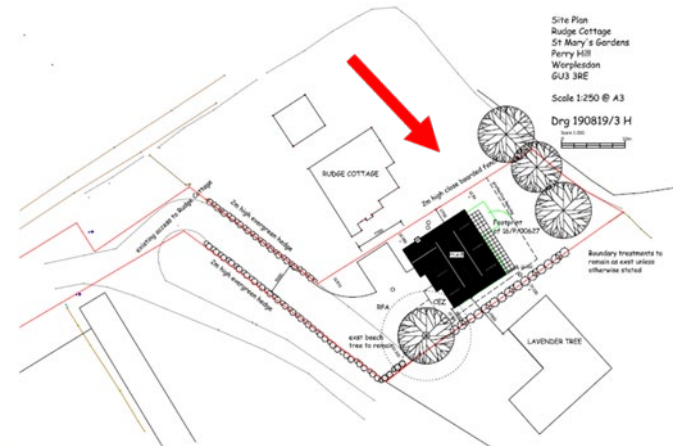 Site Plan
Rudge Cottage
St Mary's Gardens
Perry Hill
Worplesdon
GU3 3RE
Scale 1:250 @ A3
Drg 190819/3 H
RUDGE COTTAGE
2m high close boarded fence
existing access to Rudge Cottage
2m high evergreen hedge
2m high evergreen hedge
Footprint
of 16/P/00627
Boundary treatments to
remain as exist unless
otherwise stated
RPA
CEZ
exist beech
tree to remain
LAVENDER TREE